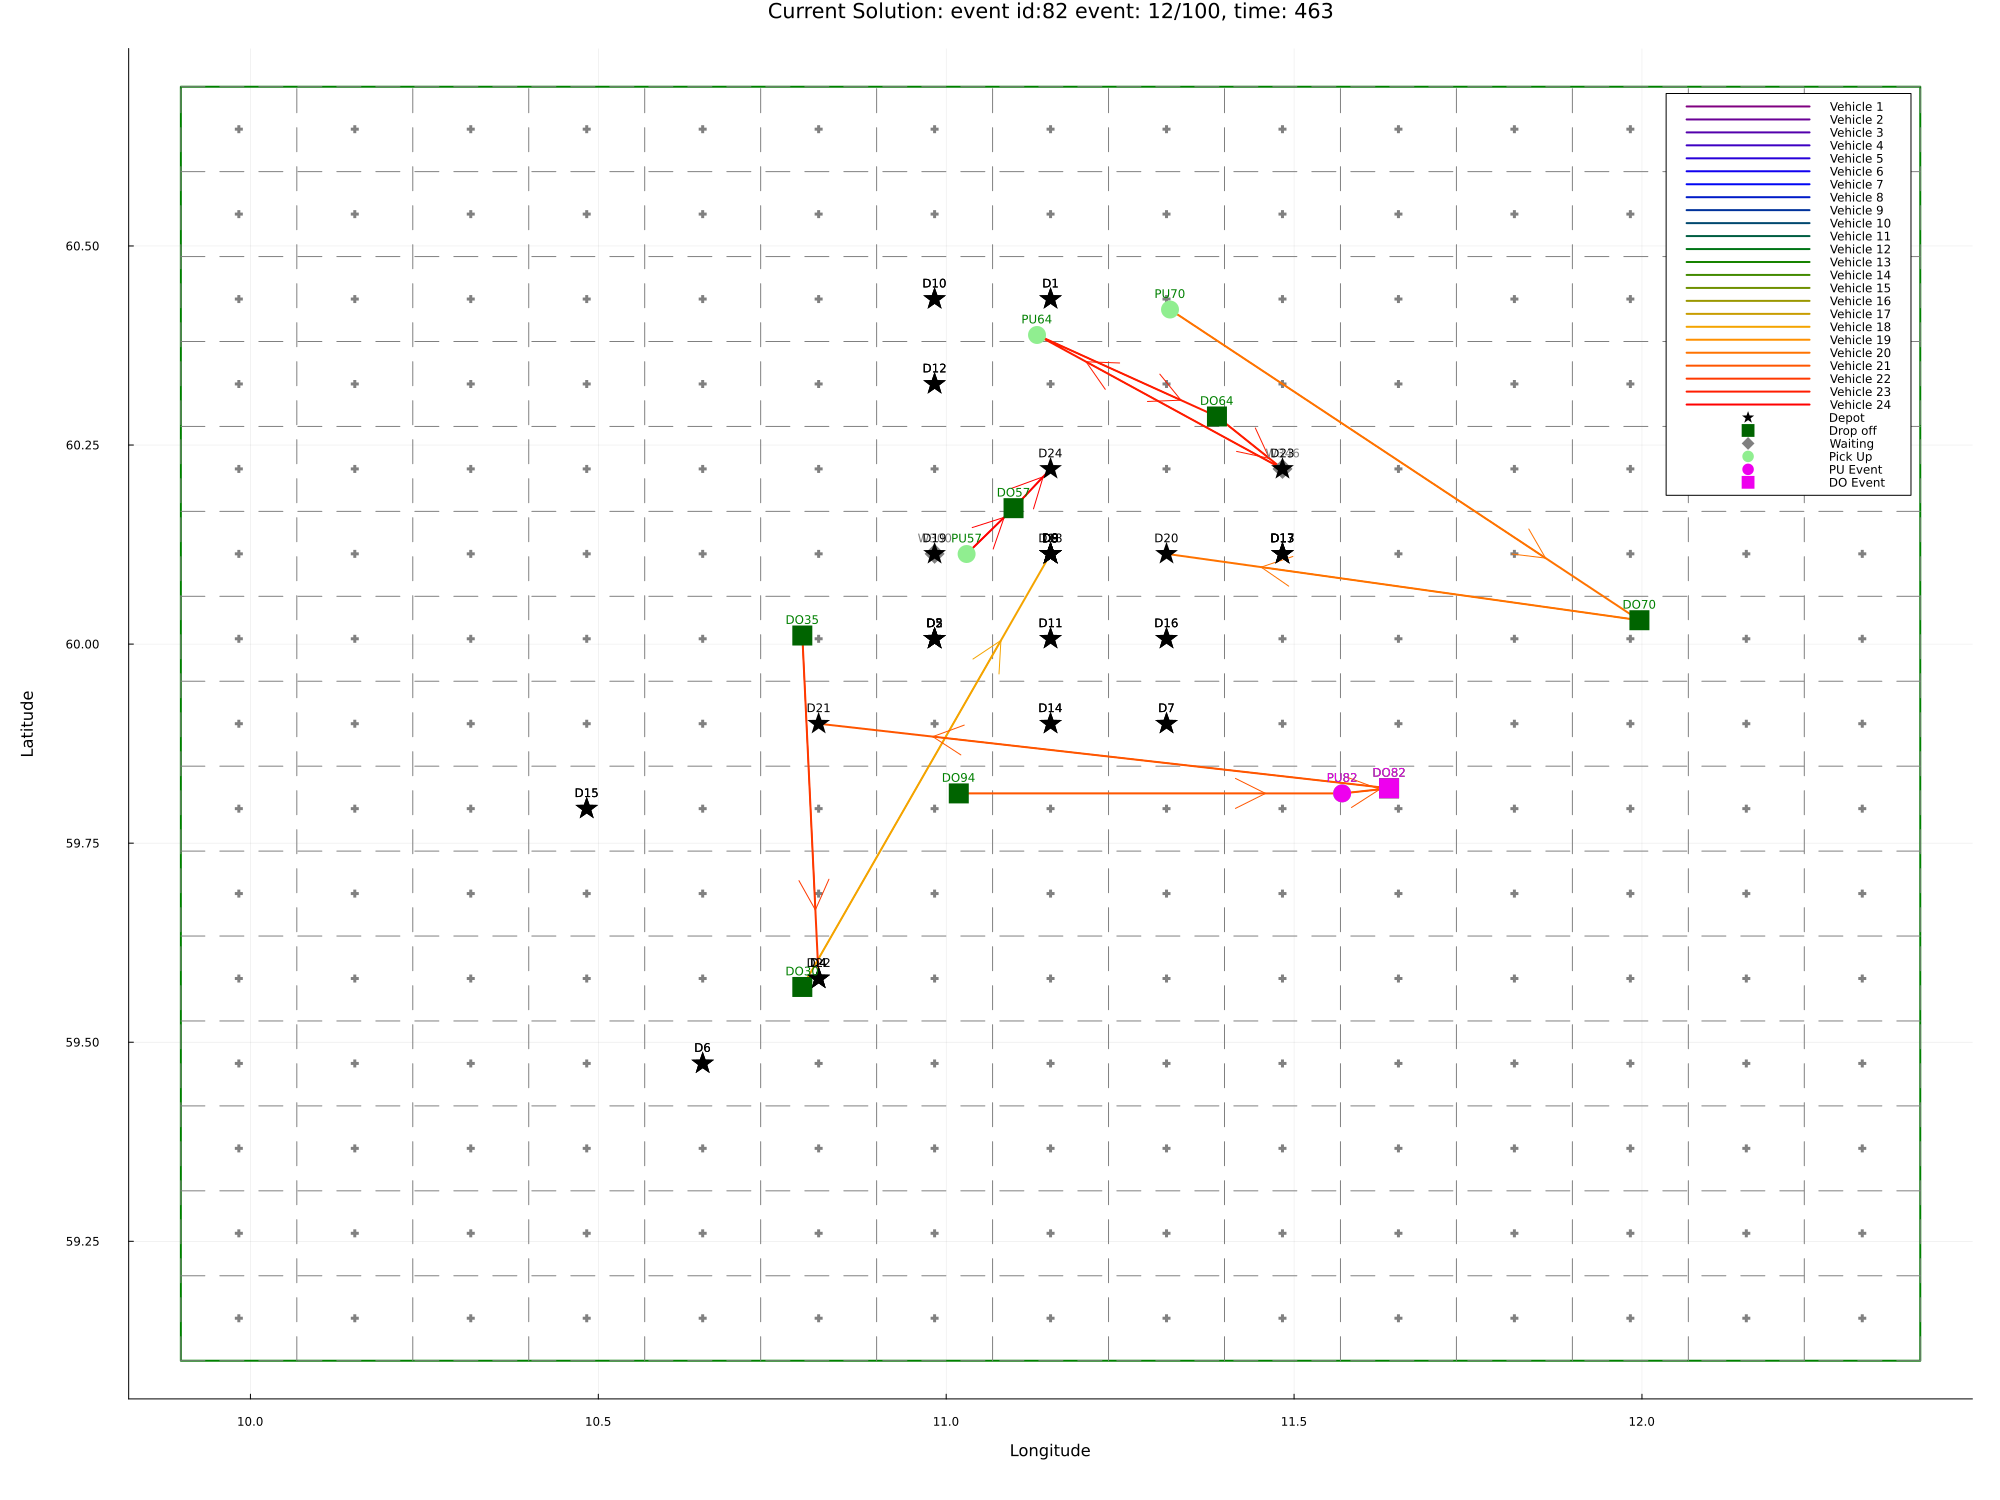 Current Solution: event id:82 event: 12/100, time: 463
Vehicle 1
Vehicle 2
Vehicle 3
Vehicle 4
Vehicle 5
Vehicle 6
Vehicle 7
Vehicle 8
Vehicle 9
Vehicle 10
Vehicle 11
Vehicle 12
Vehicle 13
Vehicle 14
Vehicle 15
Vehicle 16
Vehicle 17
Vehicle 18
Vehicle 19
Vehicle 20
Vehicle 21
Vehicle 22
Vehicle 23
Vehicle 24
Depot
Drop off
Waiting
Pick Up
PU Event
DO Event
60.50
60.25
60.00
59.75
59.50
59.25
Latitude
D10
D1
PU70
PU64
D12
DO64
D24
D23
DO57
D19
PU57
D20
DO70
DO35
D11
D16
D21
D14
D7
DO94
PU82
DO82
D15
D22
DO30
D6
10.0
10.5
11.0
11.5
12.0
Longitude